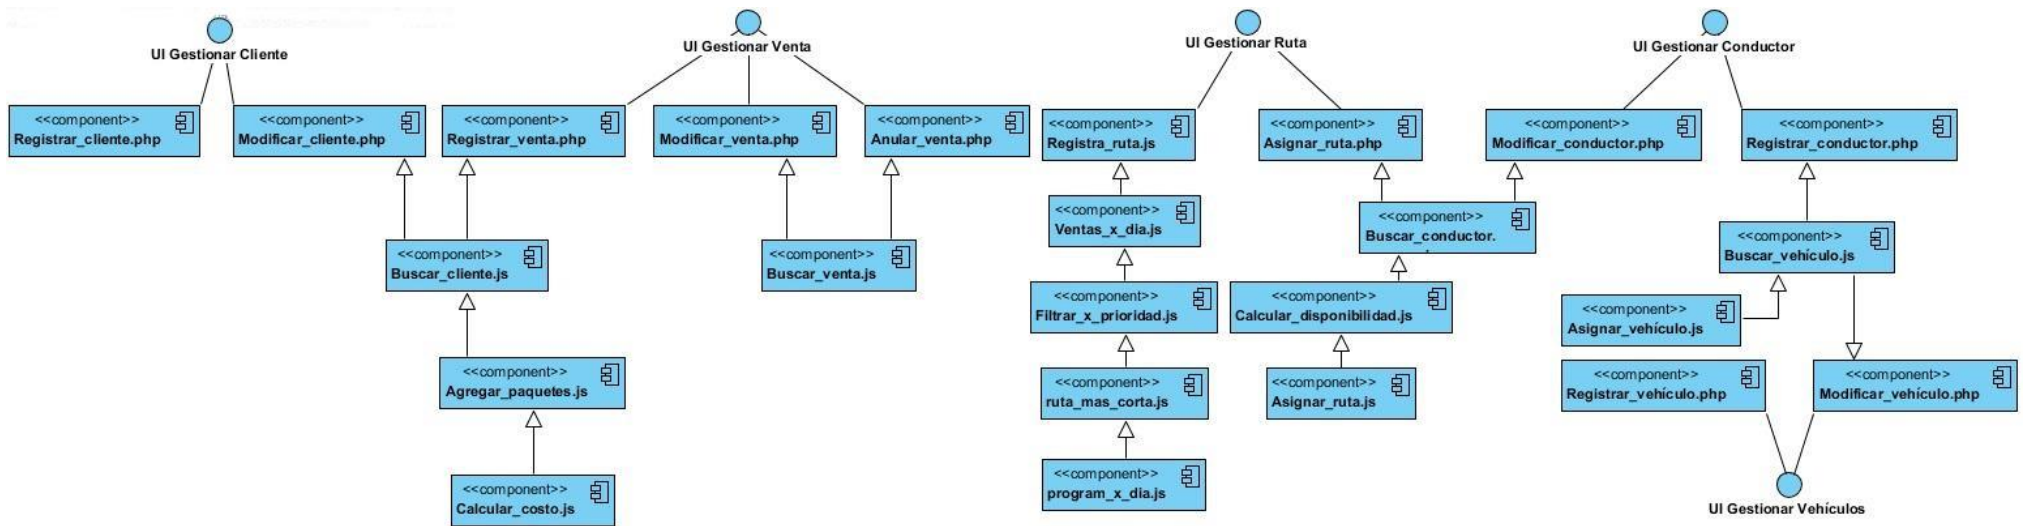 UI Gestionar Cliente
<<component>>
Registrar_cliente.php
<<component>>
Modificar_cliente.php
UI Gestionar Venta
<<component>>
Registrar_venta.php
<<component>>
Modificar_venta.php
<<component>>
Anular_venta.php
<<component>>
Buscar_cliente.js
<<component>>
Buscar_venta.js
<<component>>
Agregar_paquetes.js
<<component>>
Calcular_costo.js
UI Gestionar Ruta
<<component>>
Registra_ruta.js
<<component>>
Asignar_ruta.php
<<component>>
Ventas_x_dia.js
<<component>>
Filtrar_x_prioridad.js
<<component>>
ruta_mas_corta.js
<<component>>
program_x_dia.js
UI Gestionar Conductor
<<component>>
Modificar_conductor.php
<<component>>
Registrar_conductor.php
<<component>>
Buscar_conductor.
<<component>>
Calcular_disponibilidad.js
<<component>>
Asignar_ruta.js
<<component>>
Buscar_vehículo.js
<<component>>
Asignar_vehículo.js
<<component>>
Registrar_vehículo.php
<<component>>
Modificar_vehículo.php
UI Gestionar Vehículos